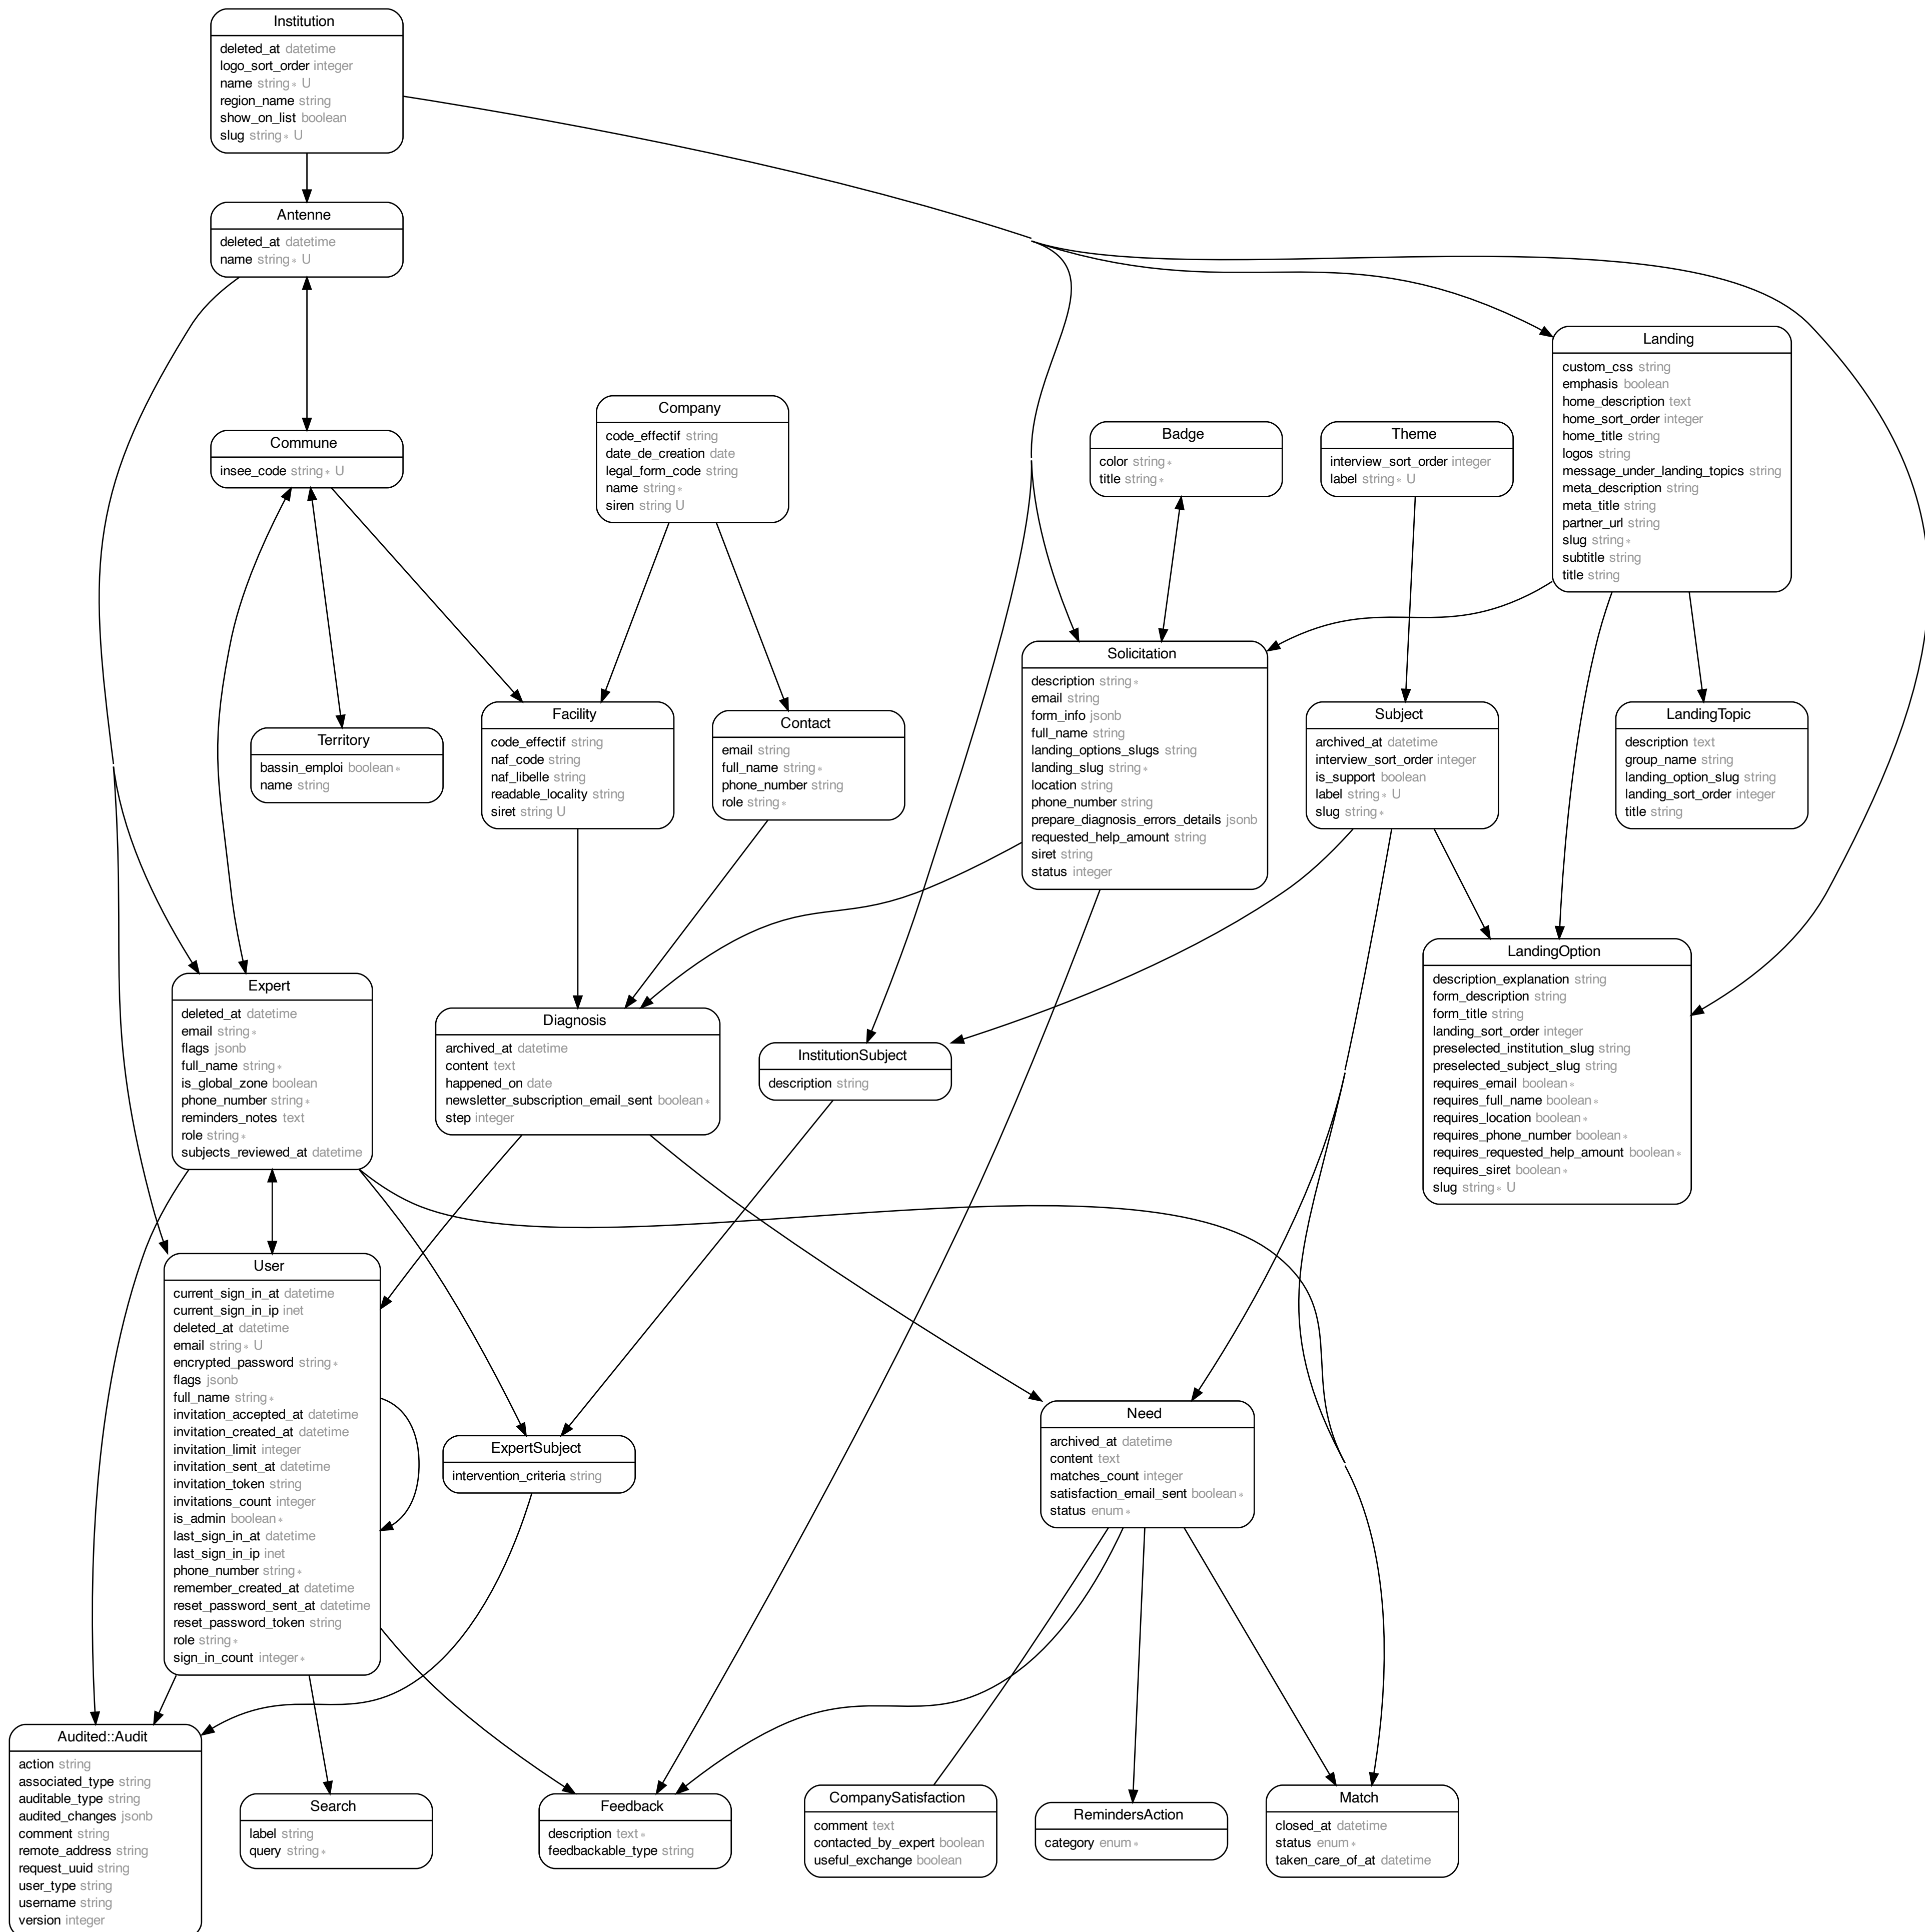 Institution
deleted_at datetime
logo_sort_order integer
name string* U
region_name string
show_on_list boolean
slug string* U
Antenne
deleted_at datetime
name string* U
Landing
custom_css string
emphasis boolean
home_description text
home_sort_order integer
home_title string
logos string
message_under_landing_topics string
meta_description string
meta_title string
partner_url string
slug string*
subtitle string
title string
Commune
insee_code string* U
Company
code_effectif string
date_de_creation date
legal_form_code string
name string*
siren string U
Badge
color string*
title string*
Theme
interview_sort_order integer
label string* U
Territory
bassin_emploi boolean*
name string
Facility
code_effectif string
naf_code string
naf_libelle string
readable_locality string
siret string U
Contact
email string
full_name string*
phone_number string
role string*
Solicitation
description string*
email string
form_info jsonb
full_name string
landing_options_slugs string
landing_slug string*
location string
phone_number string
prepare_diagnosis_errors_details jsonb
requested_help_amount string
siret string
status integer
Subject
archived_at datetime
interview_sort_order integer
is_support boolean
label string* U
slug string*
LandingTopic
description text
group_name string
landing_option_slug string
landing_sort_order integer
title string
Expert
deleted_at datetime
email string*
flags jsonb
full_name string*
is_global_zone boolean
phone_number string*
reminders_notes text
role string*
subjects_reviewed_at datetime
Diagnosis
archived_at datetime
content text
happened_on date
newsletter_subscription_email_sent boolean*
step integer
InstitutionSubject
description string
LandingOption
description_explanation string
form_description string
form_title string
landing_sort_order integer
preselected_institution_slug string
preselected_subject_slug string
requires_email boolean*
requires_full_name boolean*
requires_location boolean*
requires_phone_number boolean*
requires_requested_help_amount boolean*
requires_siret boolean*
slug string* U
User
current_sign_in_at datetime
current_sign_in_ip inet
deleted_at datetime
email string* U
encrypted_password string*
flags jsonb
full_name string*
invitation_accepted_at datetime
invitation_created_at datetime
invitation_limit integer
invitation_sent_at datetime
invitation_token string
invitations_count integer
is_admin boolean*
last_sign_in_at datetime
last_sign_in_ip inet
phone_number string*
remember_created_at datetime
reset_password_sent_at datetime
reset_password_token string
role string*
sign_in_count integer*
ExpertSubject
intervention_criteria string
Need
archived_at datetime
content text
matches_count integer
satisfaction_email_sent boolean*
status enum*
Audited::Audit
action string
associated_type string
auditable_type string
audited_changes jsonb
comment string
remote_address string
request_uuid string
user_type string
username string
version integer
Search
label string
query string*
Feedback
description text*
feedbackable_type string
CompanySatisfaction
comment text
contacted_by_expert boolean
useful_exchange boolean
RemindersAction
category enum*
Match
closed_at datetime
status enum*
taken_care_of_at datetime